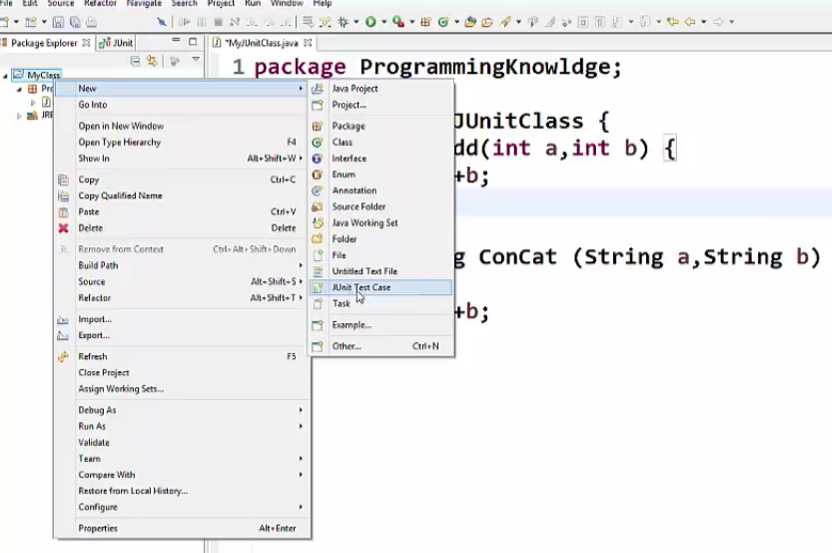 File Edit Source Refactor Navigate Search Project Run Window Help
Package Explorer JUnit
*MyJUnitClass.java
MyClass
New
Go Into
Open in New Window
Open Type Hierarchy F4
Show In Alt+Shift+W
Copy Ctrl+C
Copy Qualified Name
Paste Ctrl+V
Delete Delete
Remove from Context Ctrl+Alt+Shift+Down
Build Path
Source Alt+Shift+S
Refactor Alt+Shift+T
Import...
Export...
Refresh F5
Close Project
Assign Working Sets...
Debug As
Run As
Validate
Team
Compare With
Restore from Local History...
Configure
Properties Alt+Enter
Java Project
Project...
Package
Class
Interface
Enum
Annotation
Source Folder
Java Working Set
Folder
File
Untitled Text File
JUnit Test Case
Task
Example...
Other... Ctrl+N
1 package ProgrammingKnowldge;
JUnitClass {
dd(int a,int b) {
+b;
g ConCat (String a,String b)
+b;